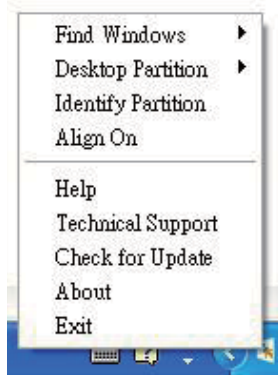 Find Windows
Desktop Partition
Identify Partition
Align On
Help
Technical Support
Check for Update
About
Exit